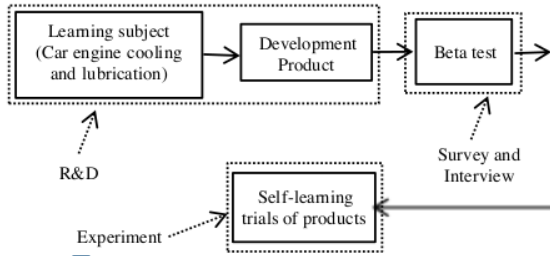 Learning subject
(Car engine cooling
and lubrication)
Development
Product
Beta test
R&D
Survey and
Interview
Self-learning
trials of products
Experiment